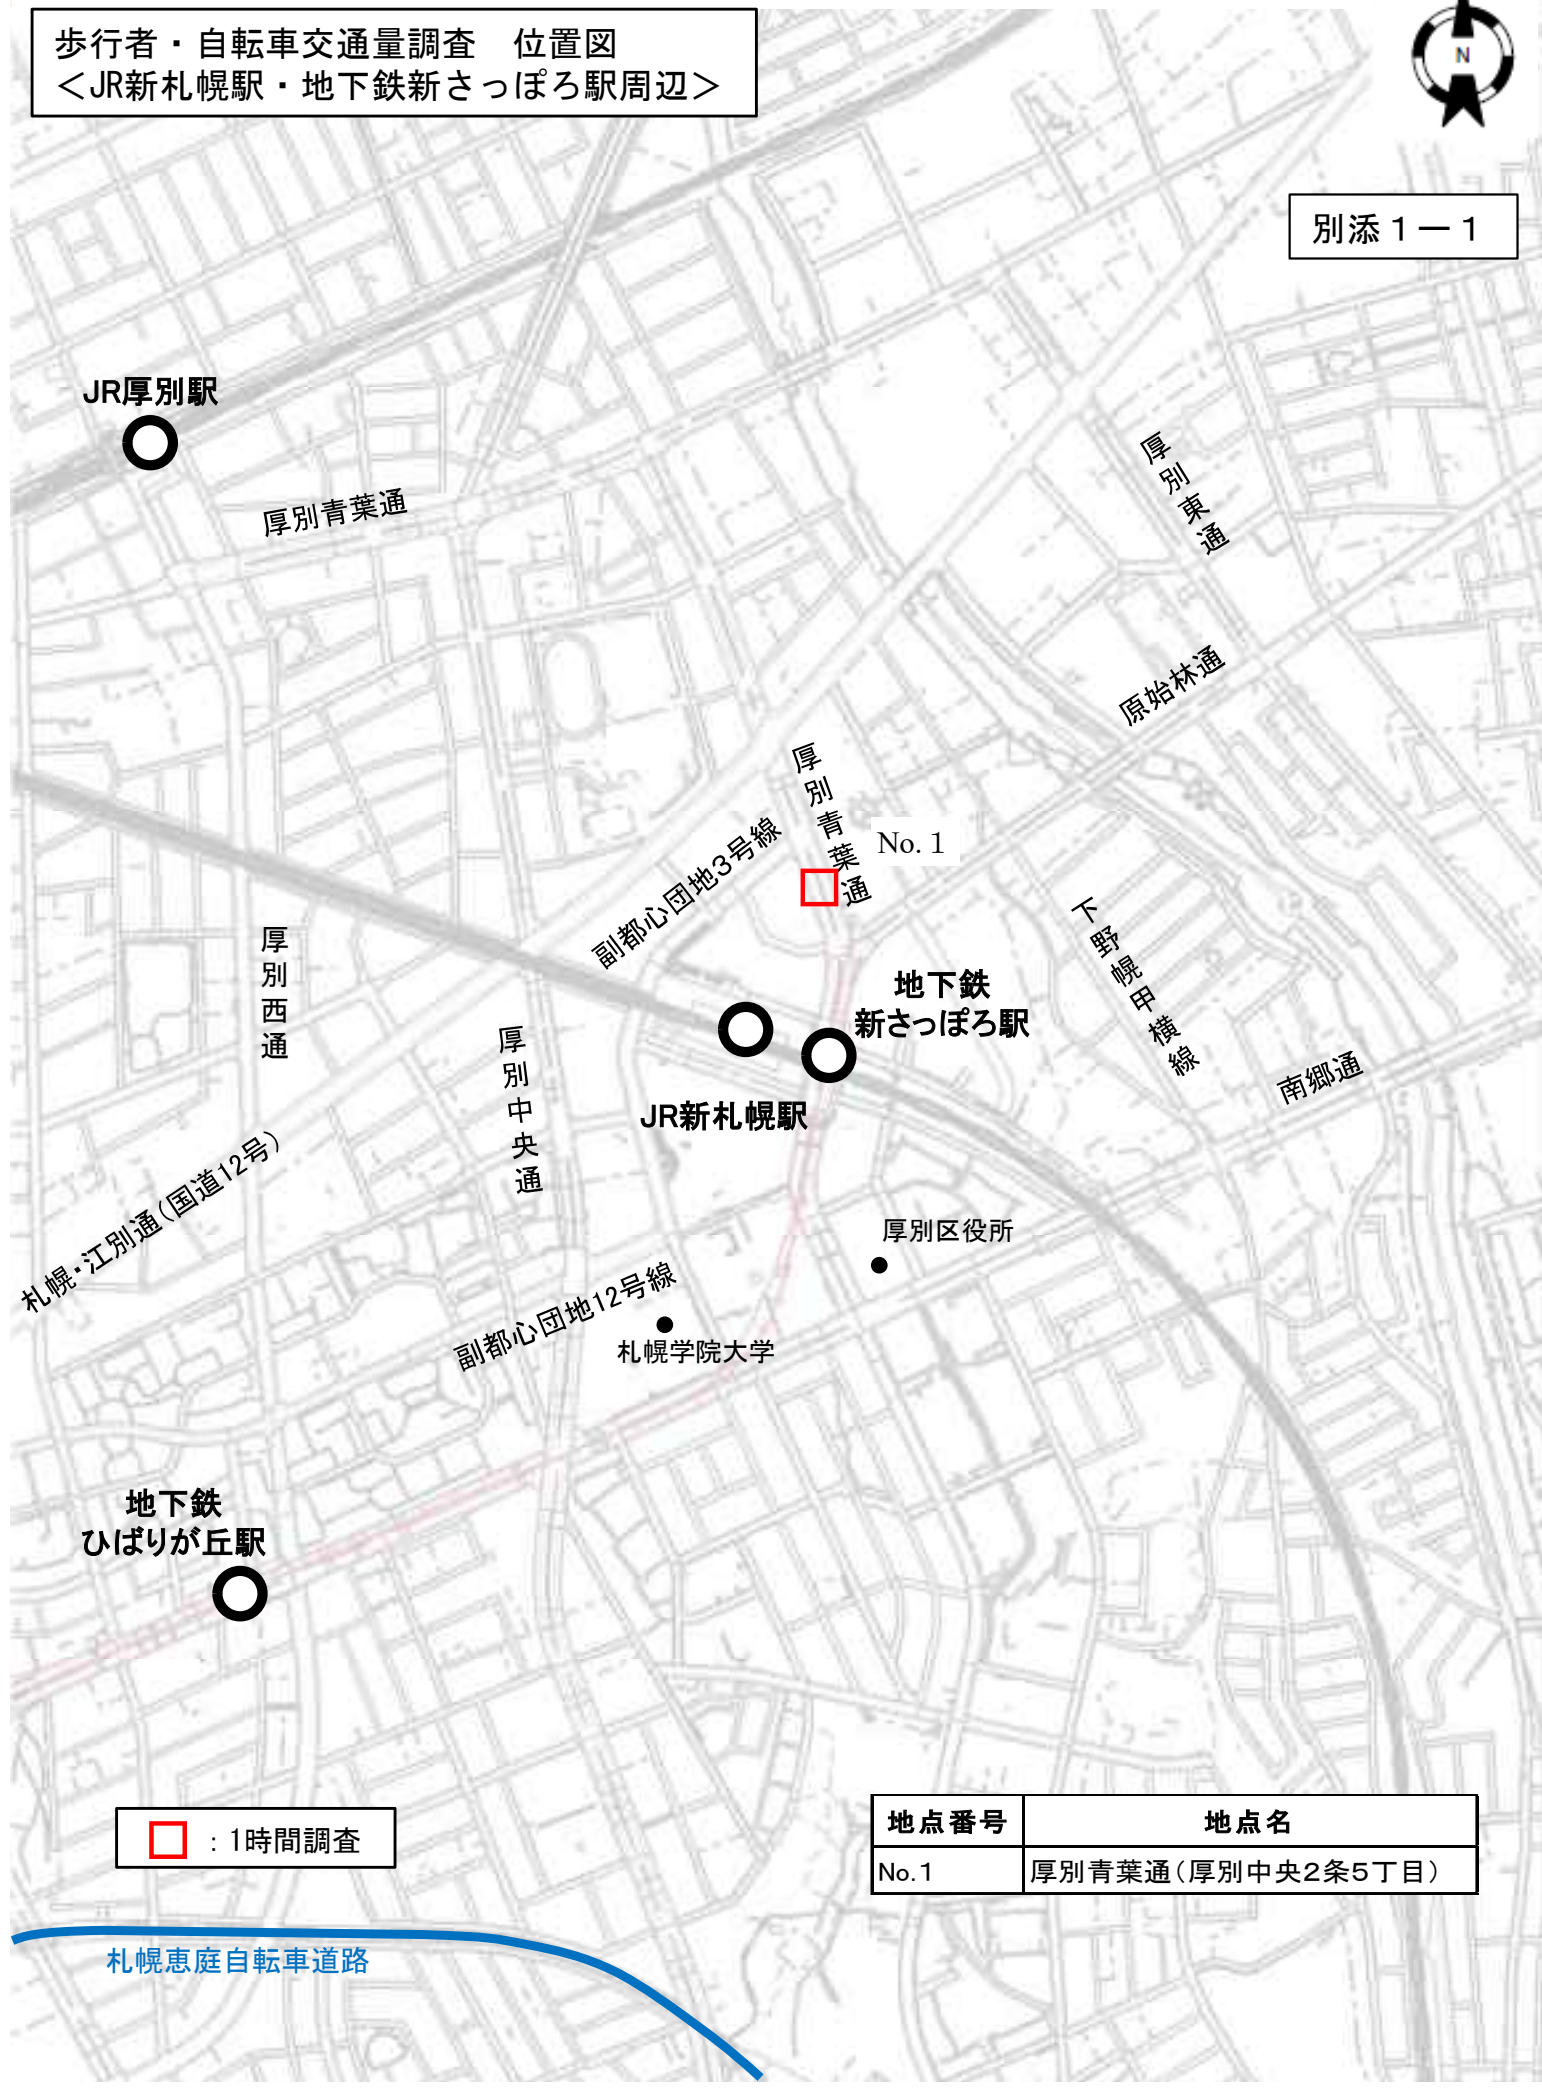 歩行者・自転車交通量調査　位置図
＜JR新札幌駅・地下鉄新さっぽろ駅周辺＞
N
別添１ー１
JR厚別駅
厚別青葉通
厚別東通
原始林通
厚別青葉通
No. 1
副都心団地3号線
下野幌甲横線
厚別西通
地下鉄
新さっぽろ駅
厚別中央通
南郷通
JR新札幌駅
札幌・江別通（国道12号）
厚別区役所
副都心団地12号線
札幌学院大学
地下鉄
ひばりが丘駅
：1時間調査
地点番号 地点名
No.1 厚別青葉通（厚別中央2条5丁目）
札幌恵庭自転車道路